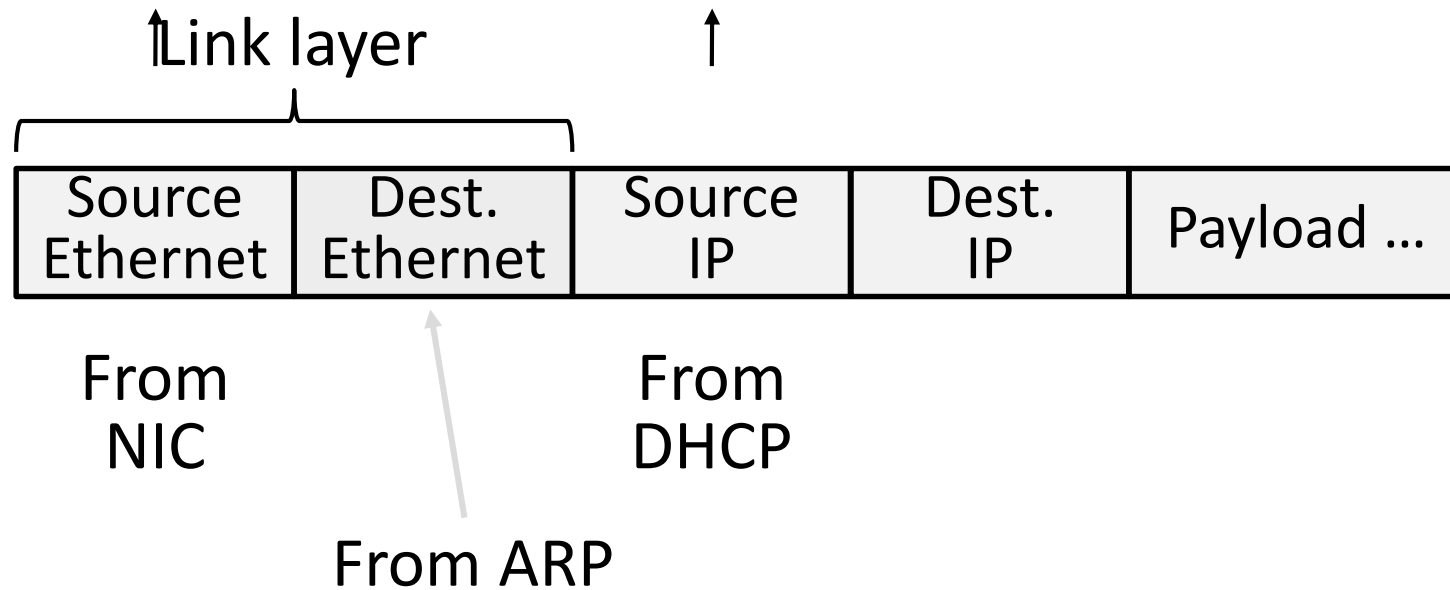 Link layer
Source
Ethernet
Dest.
Ethernet
Source
IP
Dest.
IP
Payload ...
From
NIC
From
DHCP
From ARP